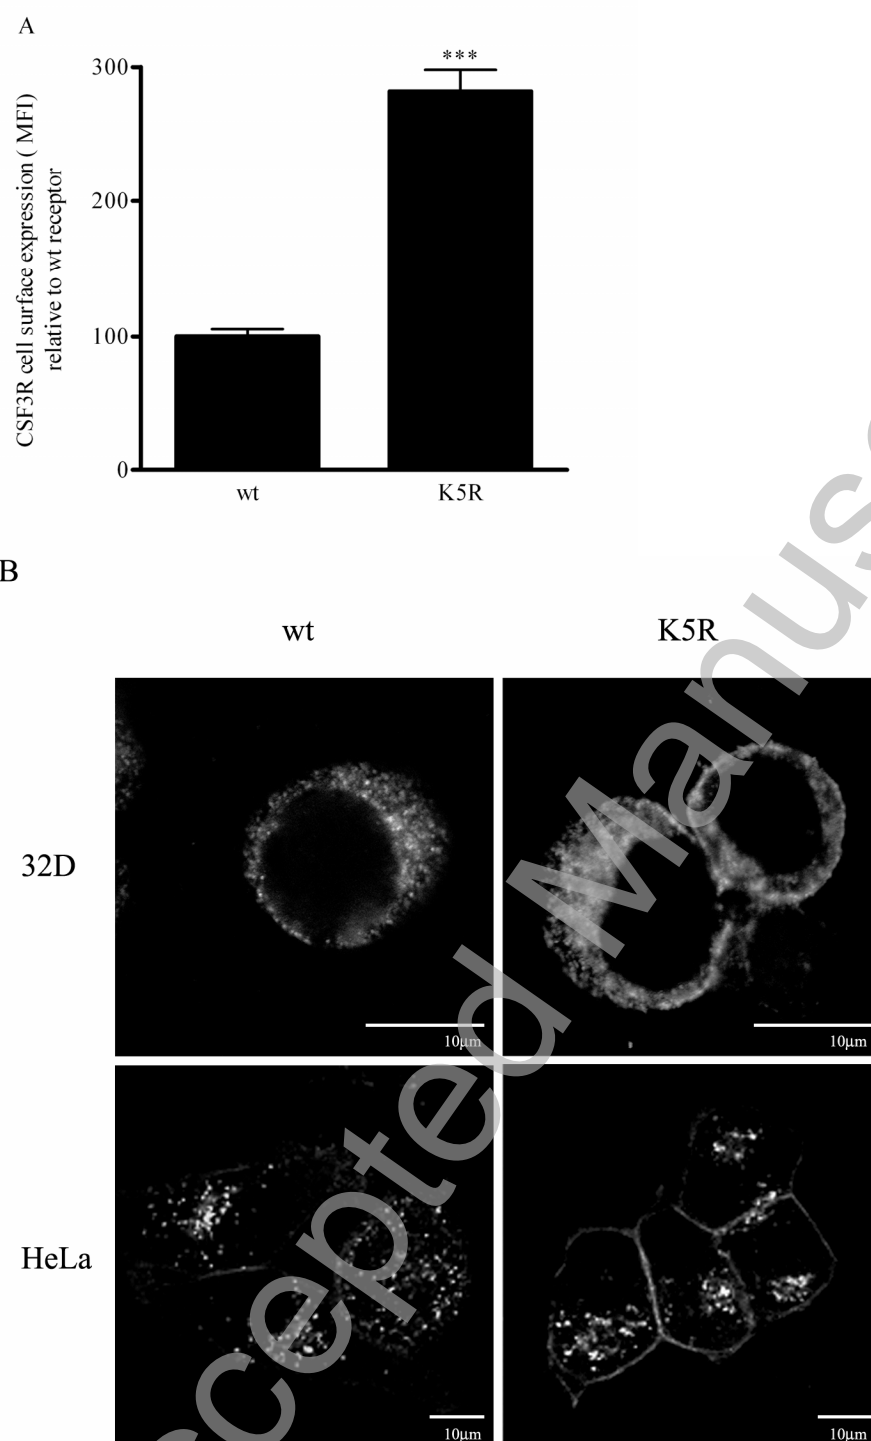 A
***
300
200
100
0
CSF3R cell surface expression ( MFI)
relative to wt receptor
wt K5R
B
wt K5R
32D
10µm 10µm
HeLa
10µm 10µm
cepted Manus